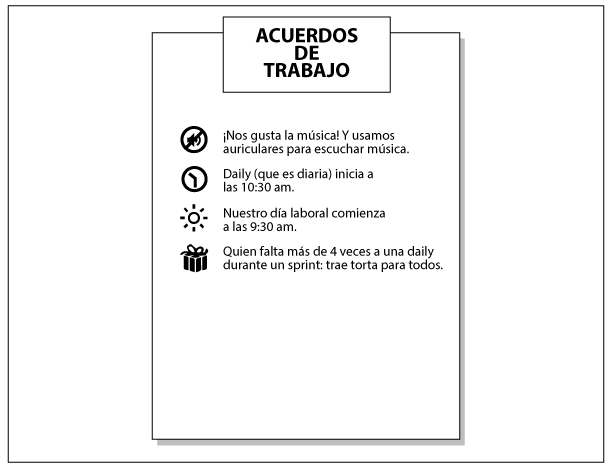 ACUERDOS
DE
TRABAJO
¡Nos gusta la música! Y usamos
auriculares para escuchar música.
Daily (que es diaria) inicia a
las 10:30 am.
Nuestro día laboral comienza
a las 9:30 am.
Quien falta más de 4 veces a una daily
durante un sprint: trae torta para todos.